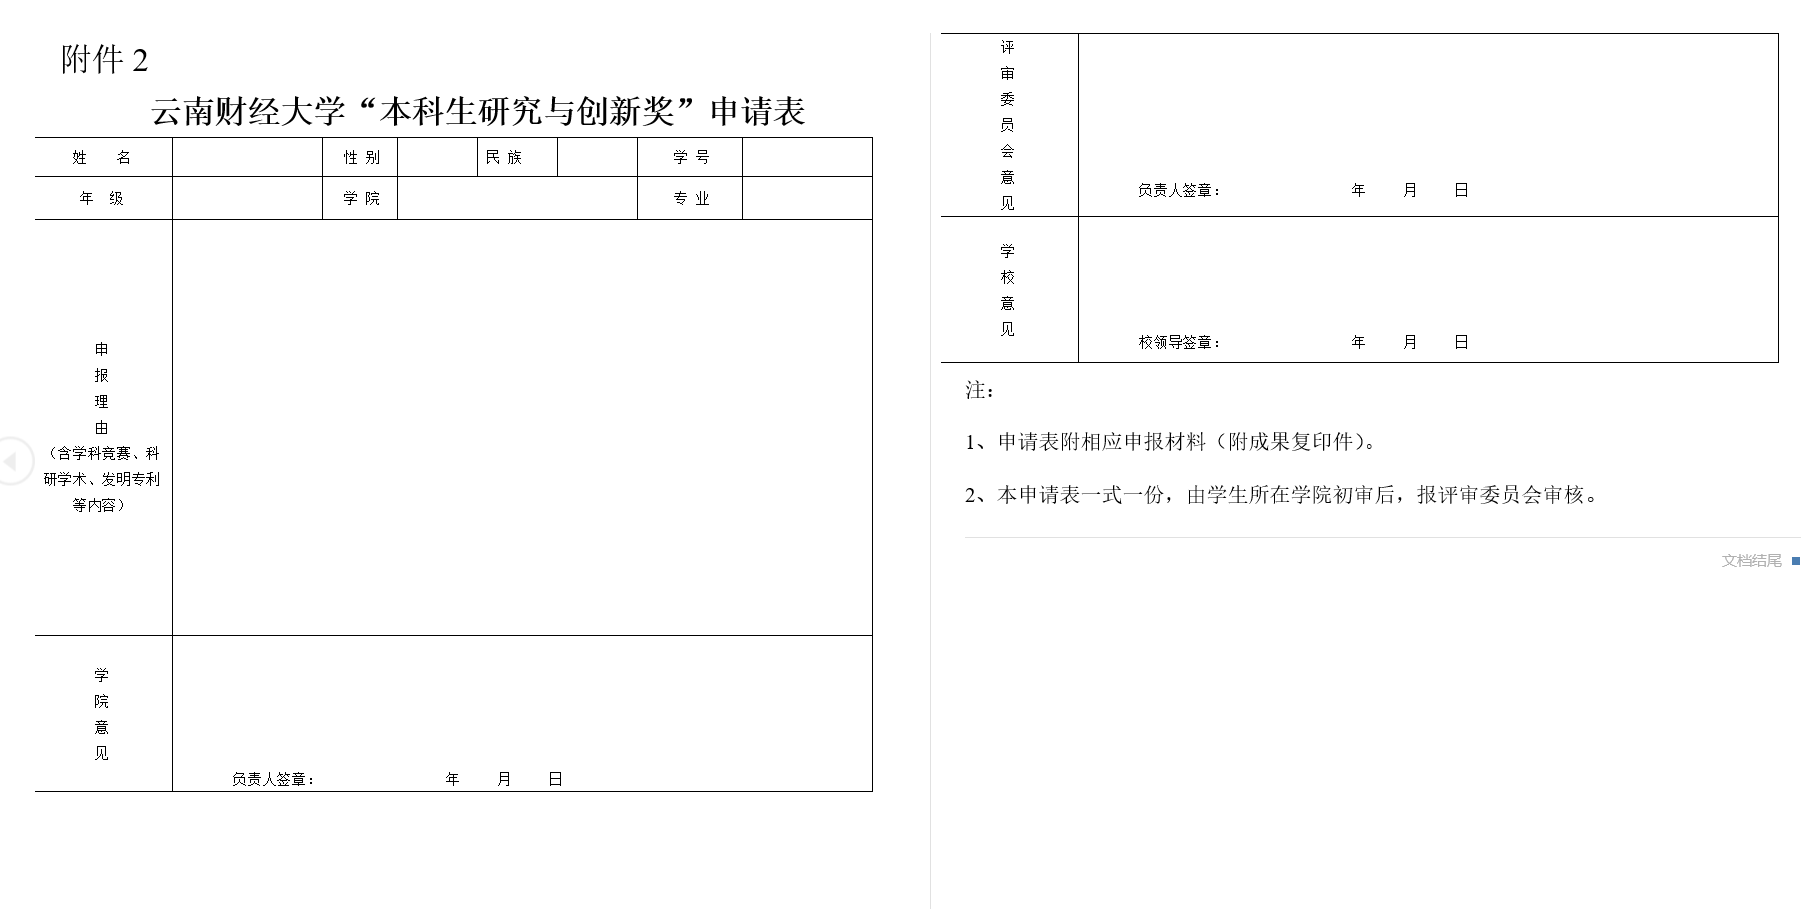 附件 2
云南财经大学“本科生研究与创新奖”申请表
姓 名 性 别 民 族 学 号
年 级 学 院 专 业
申
报
理
由
（含学科竞赛、科
研学术、发明专利
等内容）
学
院
意
见
负责人签章： 年 月 日
评
审
委
员
会
意
见
负责人签章： 年 月 日
学
校
意
见
校领导签章： 年 月 日
注：
1、申请表附相应申报材料（附成果复印件）。
2、本申请表一式一份，由学生所在学院初审后，报评审委员会审核。
文档结尾